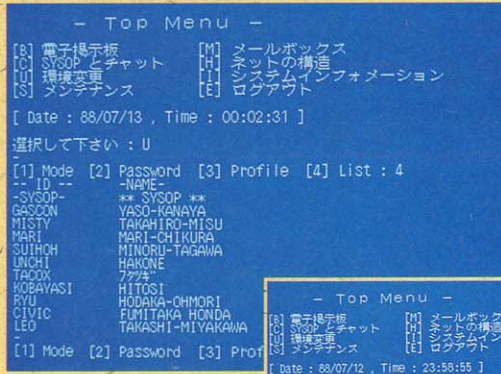 — Top Menu —
[B] 電子掲示板 [M] メールボックス
[C] SYSOP とチャット [H] ネットの構造
[U] 環境変更 [I] システムインフォメーション
[S] メンテナンス [E] ログアウト
[ Date : 88/07/13 , Time : 00:02:31 ]
選択して下さい : U
-
[1] Mode [2] Password [3] Profile [4] List : 4
-- ID -- -NAME-
-SYSOP- ** SYSOP **
GASCON YASO-KANAYA
MISTY TAKAHIRO-MISU
MARI MARI-CHIKURA
SUIHOH MINORU-TAGAWA
UNCHI HAKONE
TACOX
KOBAYASI HITOSI
RYU HODAKA-OHMORI
CIVIC FUMITAKA HONDA
LEO TAKASHI-MIYAKAWA
-
[1] Mode [2] Password [3] Prof
— Top Menu —
[B] 電子掲示板 [M] メールボック
[C] SYSOP とチャット [H] ネットの構造
[U] 環境変更 [I] システムイン
[S] メンテナンス [E] ログアウト
[ Date : 88/07/12 , Time : 23:58:55 ]